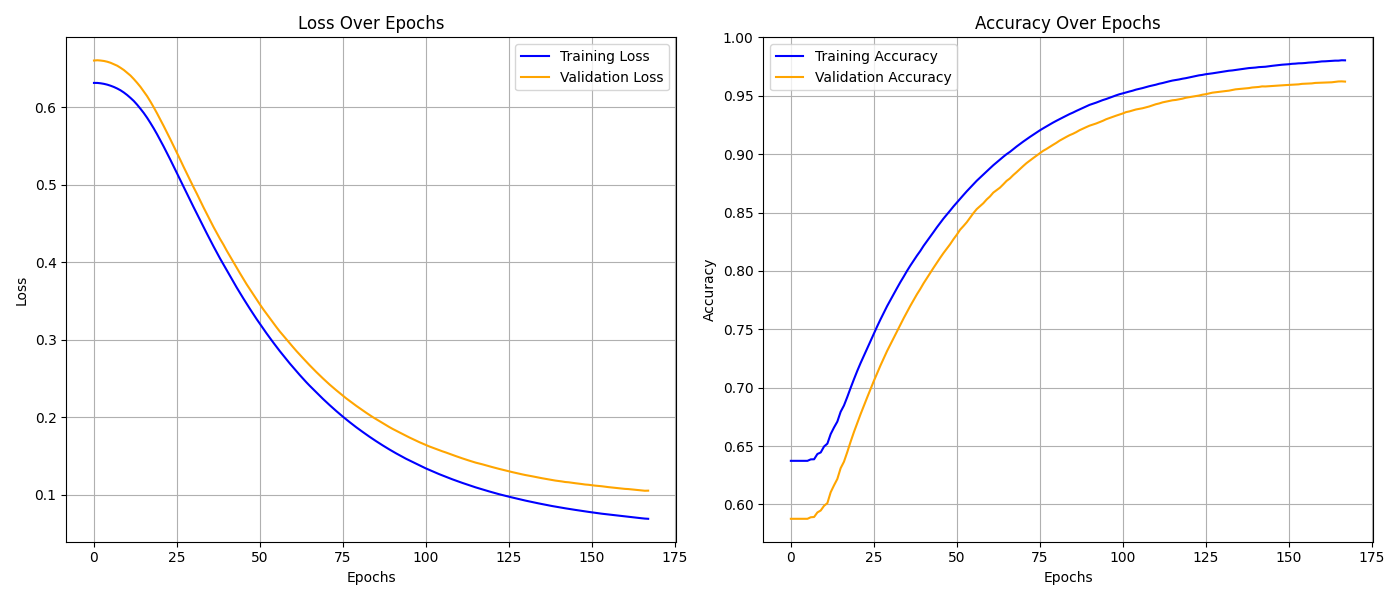 Loss Over Epochs
Training Loss
Validation Loss
0.6
0.5
0.4
0.3
0.2
0.1
Loss
0 25 50 75 100 125 150 175
Epochs
Accuracy Over Epochs
Training Accuracy
Validation Accuracy
1.00
0.95
0.90
0.85
0.80
0.75
0.70
0.65
0.60
Accuracy
0 25 50 75 100 125 150 175
Epochs